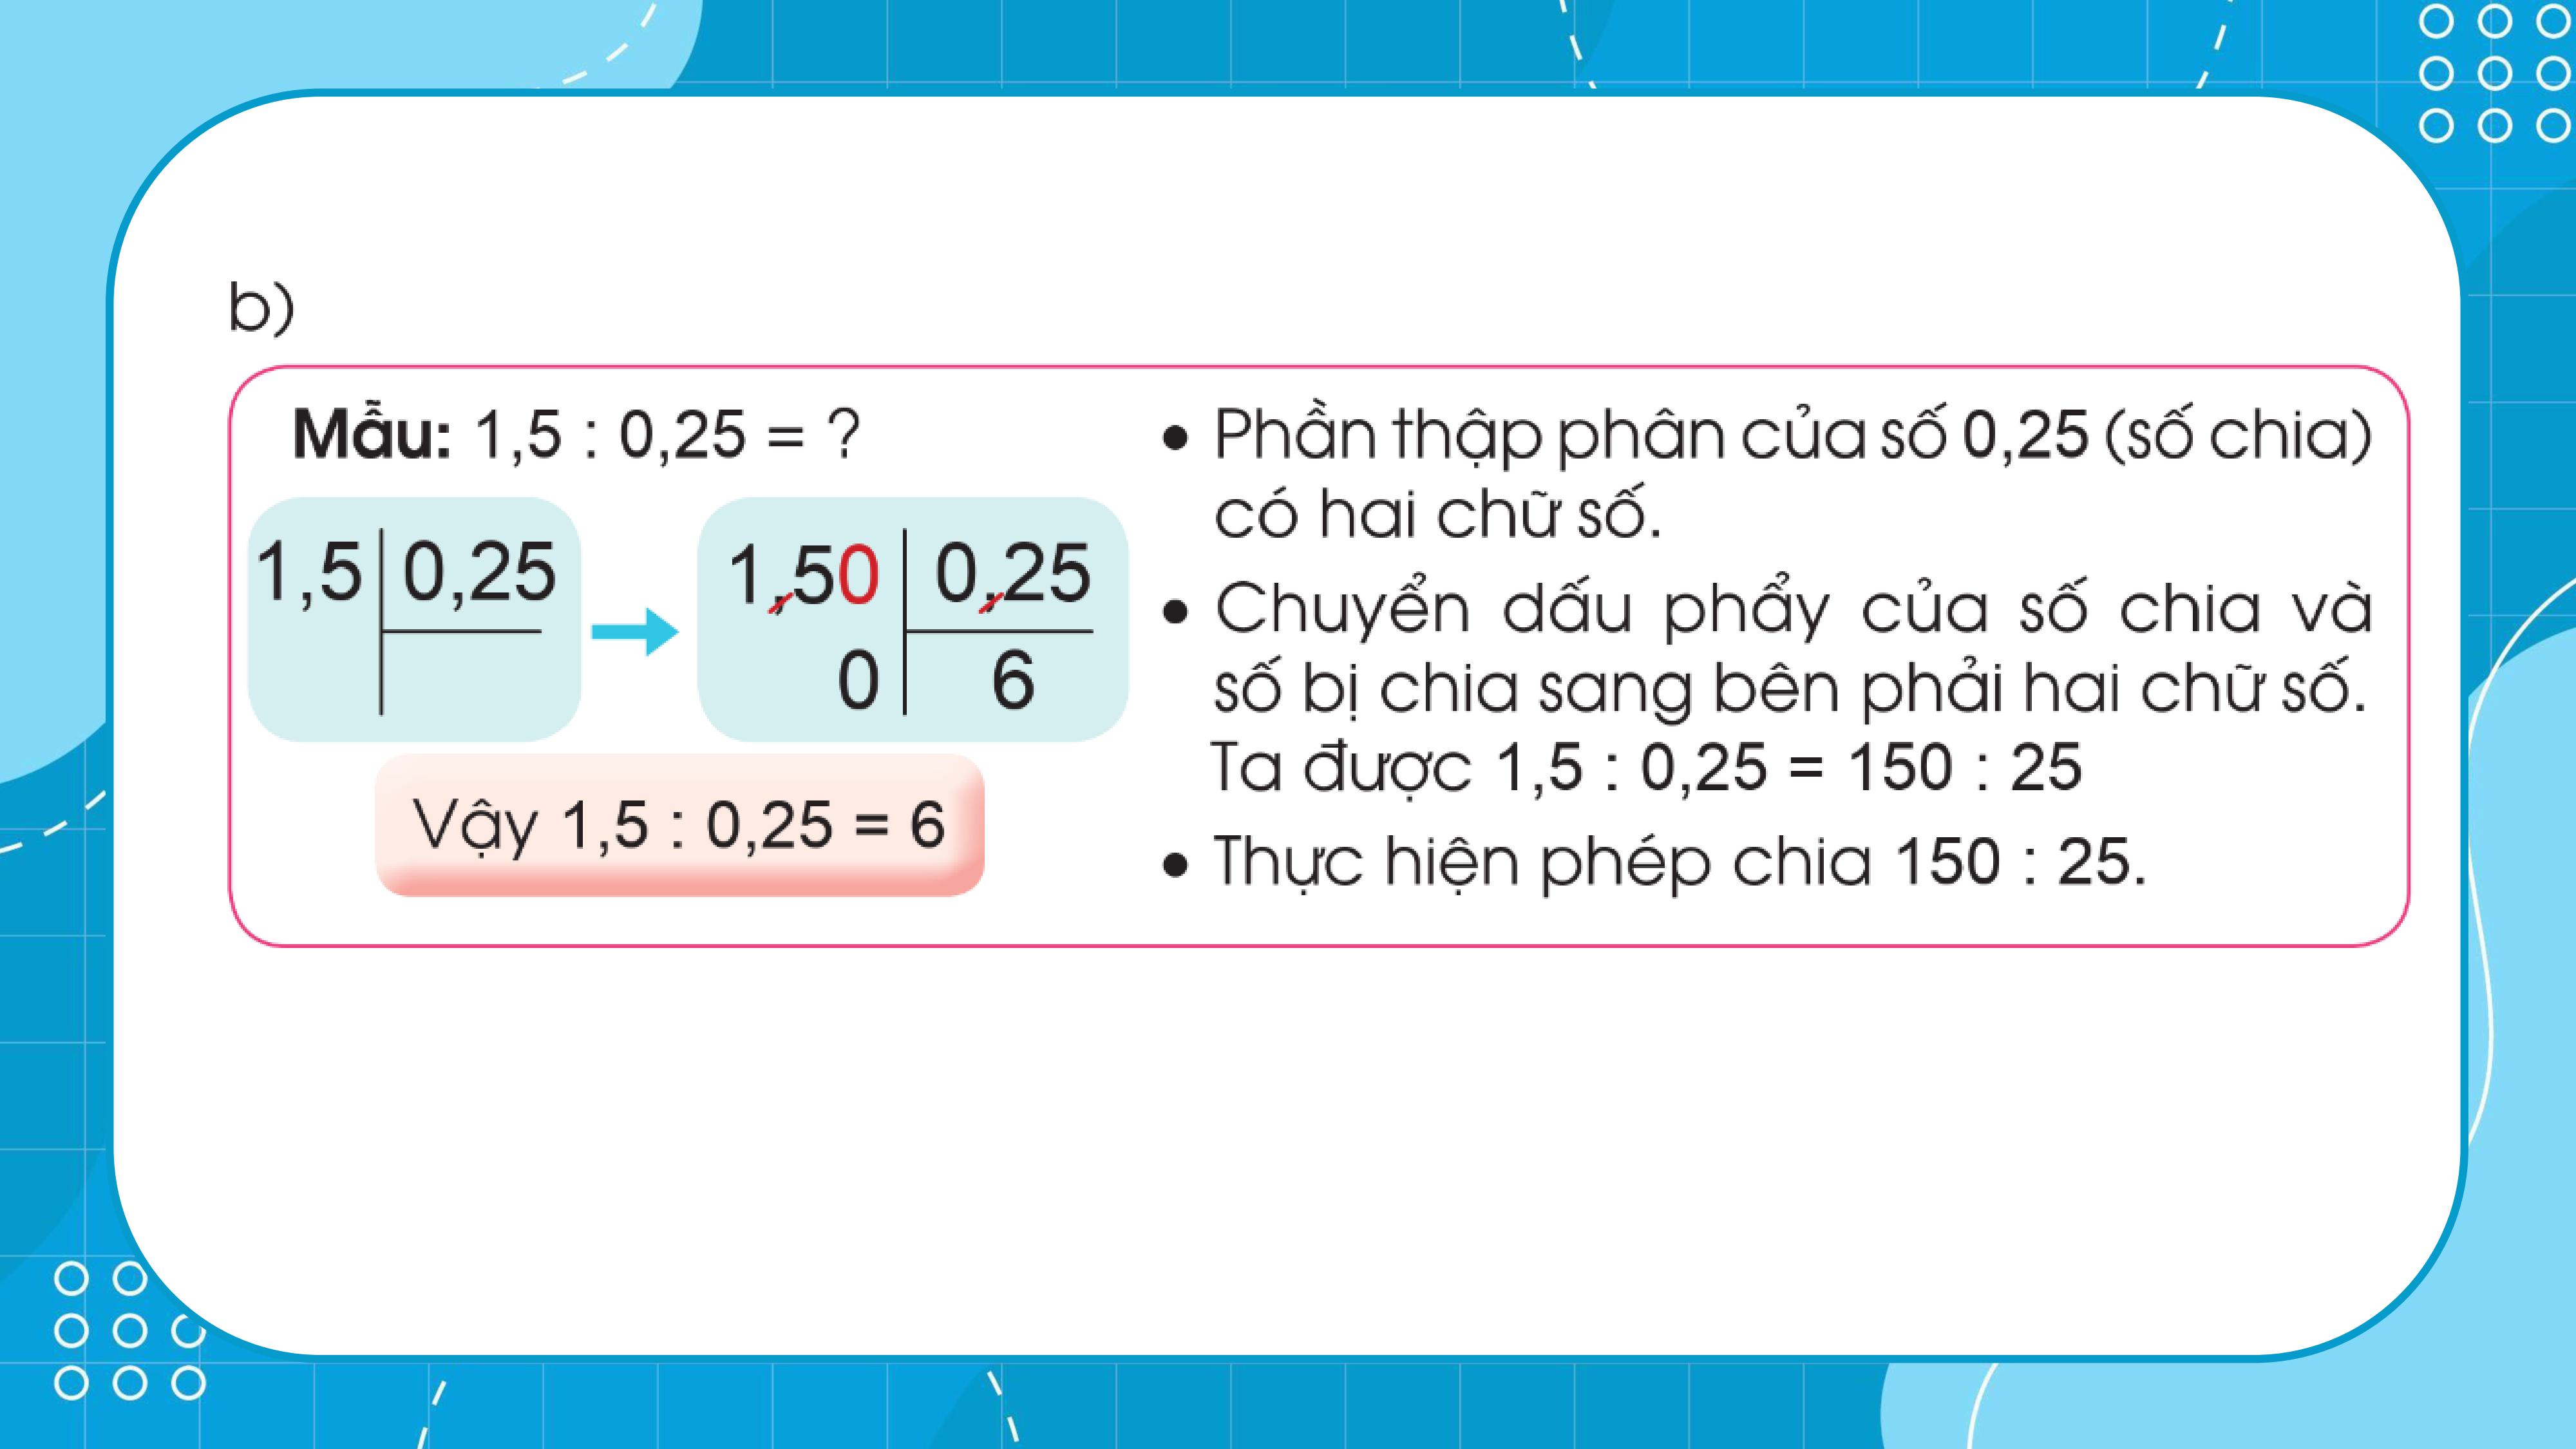 b)
Mẫu: 1,5 : 0,25 = ?
1,5 0,25
1,50 0,25
0 6
Vậy 1,5 : 0,25 = 6
• Phần thập phân của số 0,25 (số chia)
có hai chữ số.
• Chuyển dấu phẩy của số chia và
số bị chia sang bên phải hai chữ số.
Ta được 1,5 : 0,25 = 150 : 25
• Thực hiện phép chia 150 : 25.